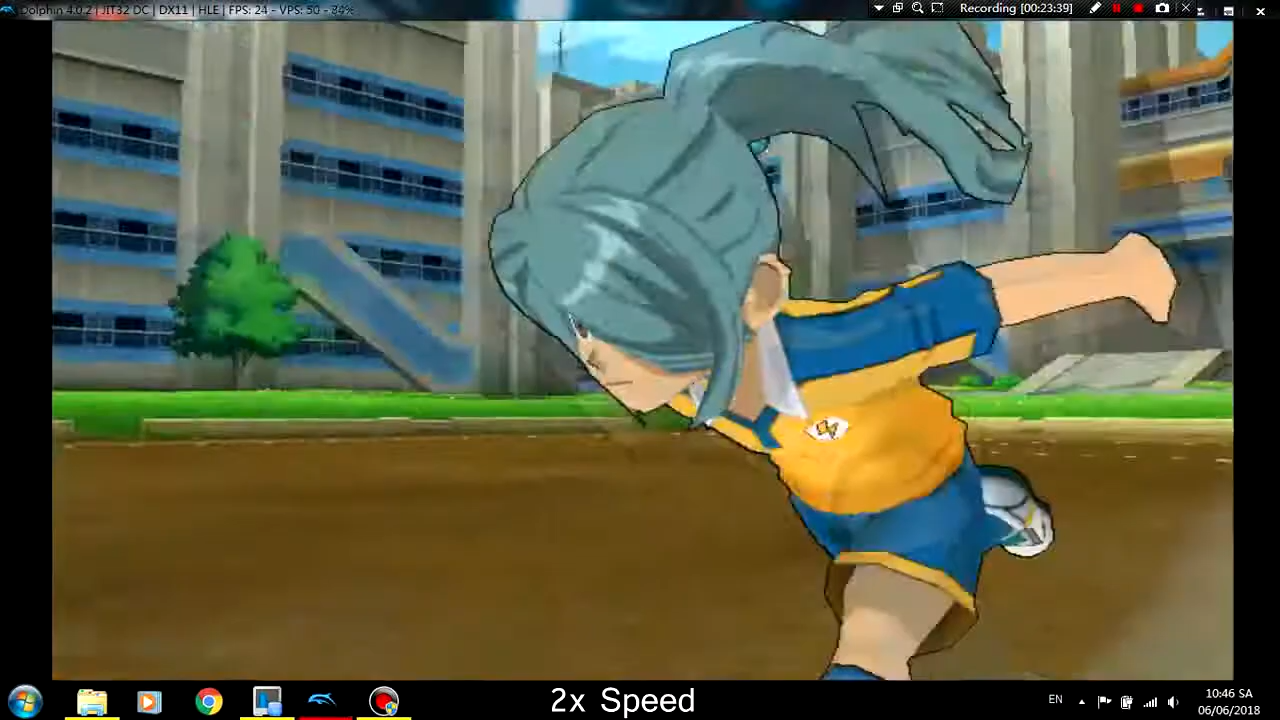 Dolphin 4.0.2 | JIT32 DC | DX11 | HLE | FPS: 24 - VPS: 50 - 84%
Recording [00:23:39]
2x Speed
EN
10:46 SA
06/06/2018